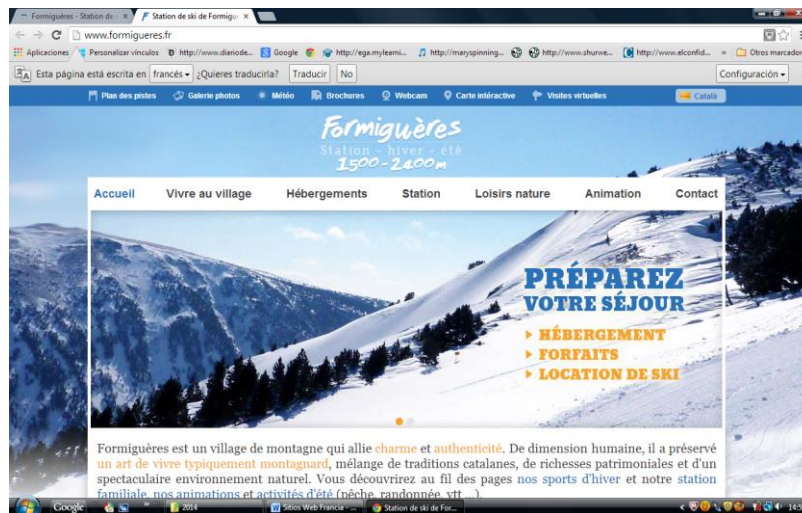 Formiguères - Station de
Station de ski de Formigu
www.formigueres.fr
Aplicaciones Personalizar vínculos http://www.diariode... Google http://ega.myleami... http://maryspinning... http://www.shunwe... http://www.elconfid... » Otros marcadores
Esta página está escrita en francés ¿Quieres traducirla? Traducir No Configuración
Plan des pistes Galerie photos Météo Brochures Webcam Carte intéractive Visites virtuelles Català
Formiguères
Station - hiver - été
1500-2400m
Accueil Vivre au village Hébergements Station Loisirs nature Animation Contact
PRÉPAREZ
VOTRE SÉJOUR
HÉBERGEMENT
FORFAITS
LOCATION DE SKI
Formiguères est un village de montagne qui allie charme et authenticité. De dimension humaine, il a préservé
un art de vivre typiquement montagnard, mélange de traditions catalanes, de richesses patrimoniales et d'un
spectaculaire environnement naturel. Vous découvrirez au fil des pages nos sports d'hiver et notre station
familiale, nos animations et activités d'été (pêche, randonnée, vtt ...).
Google 2014 Sitios Web Francia - ... Station de ski de For...